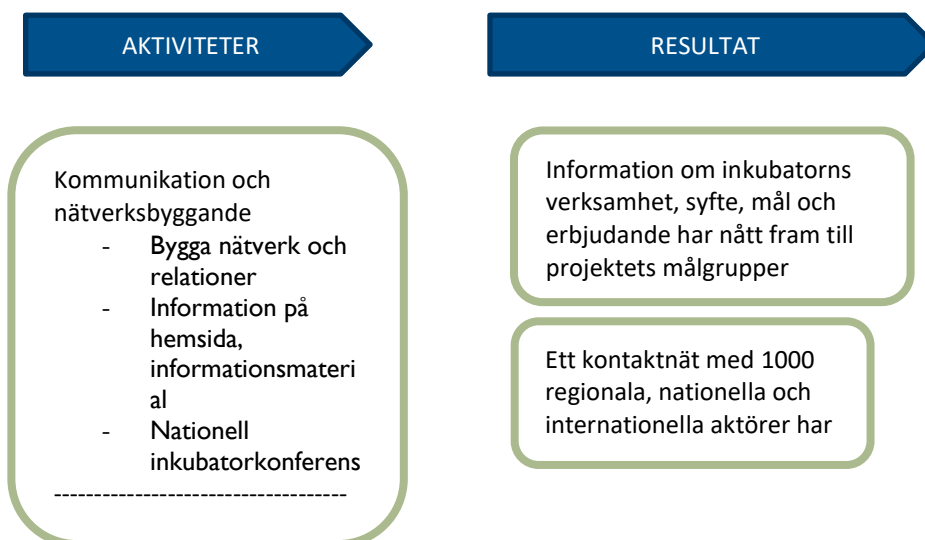 AKTIVITETER
RESULTAT
Kommunikation och
nätverksbyggande
- Bygga nätverk och
relationer
- Information på
hemsida,
informationsmateri
al
- Nationell
inkubatorkonferens
------------------------------------
Information om inkubatorns
verksamhet, syfte, mål och
erbjudande har nått fram till
projektets målgrupper
Ett kontaktnät med 1000
regionala, nationella och
internationella aktörer har